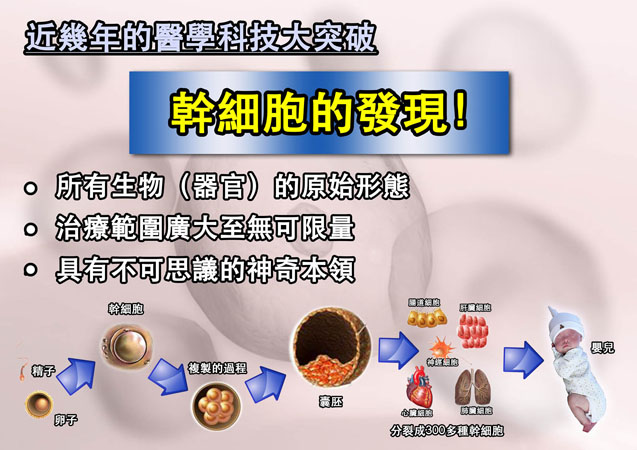 近幾年的醫學科技大突破
幹細胞的發現!
所有生物（器官）的原始形態
治療範圍廣大至無可限量
具有不可思議的神奇本領
精子
卵子
幹細胞
複製的過程
囊胚
腸道細胞
肝臟細胞
神經細胞
心臟細胞
肺臟細胞
分裂成300多種幹細胞
嬰兒